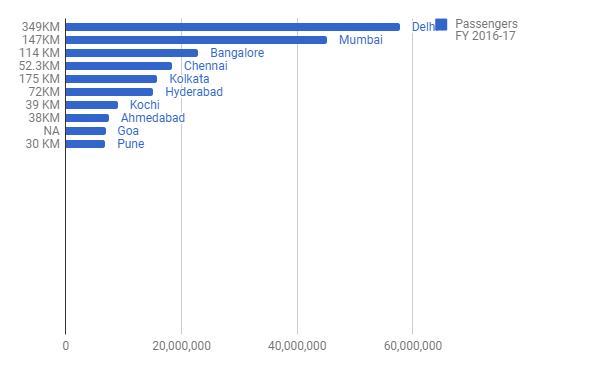 349KM Delhi
Passengers
FY 2016-17
147KM Mumbai
114 KM Bangalore
52.3KM Chennai
175 KM Kolkata
72KM Hyderabad
39 KM Kochi
38KM Ahmedabad
NA Goa
30 KM Pune
0 20,000,000 40,000,000 60,000,000